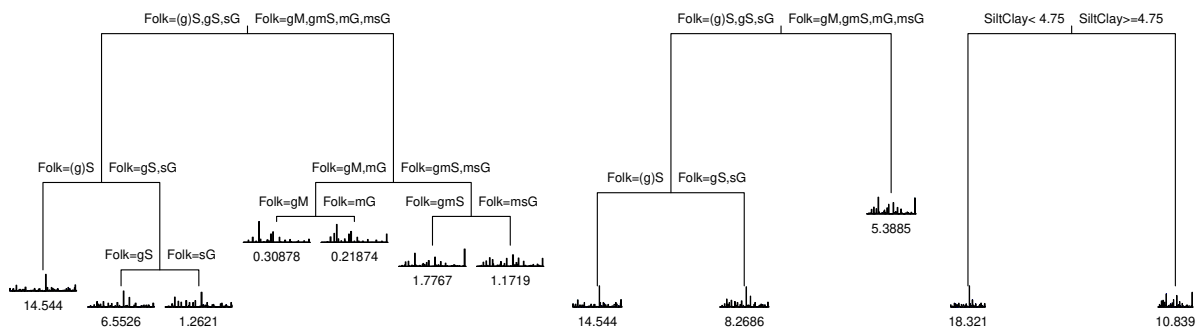 Folk=(g)S,gS,sG Folk=gM,gmS,mG,msG
Folk=(g)S Folk=gS,sG
Folk=gM,mG Folk=gmS,msG
Folk=gM Folk=mG
Folk=gmS Folk=msG
Folk=gS Folk=sG
14.544
6.5526
1.2621
0.30878
0.21874
1.7767
1.1719
Folk=(g)S,gS,sG Folk=gM,gmS,mG,msG
Folk=(g)S Folk=gS,sG
5.3885
14.544
8.2686
SiltClay< 4.75 SiltClay>=4.75
18.321
10.839